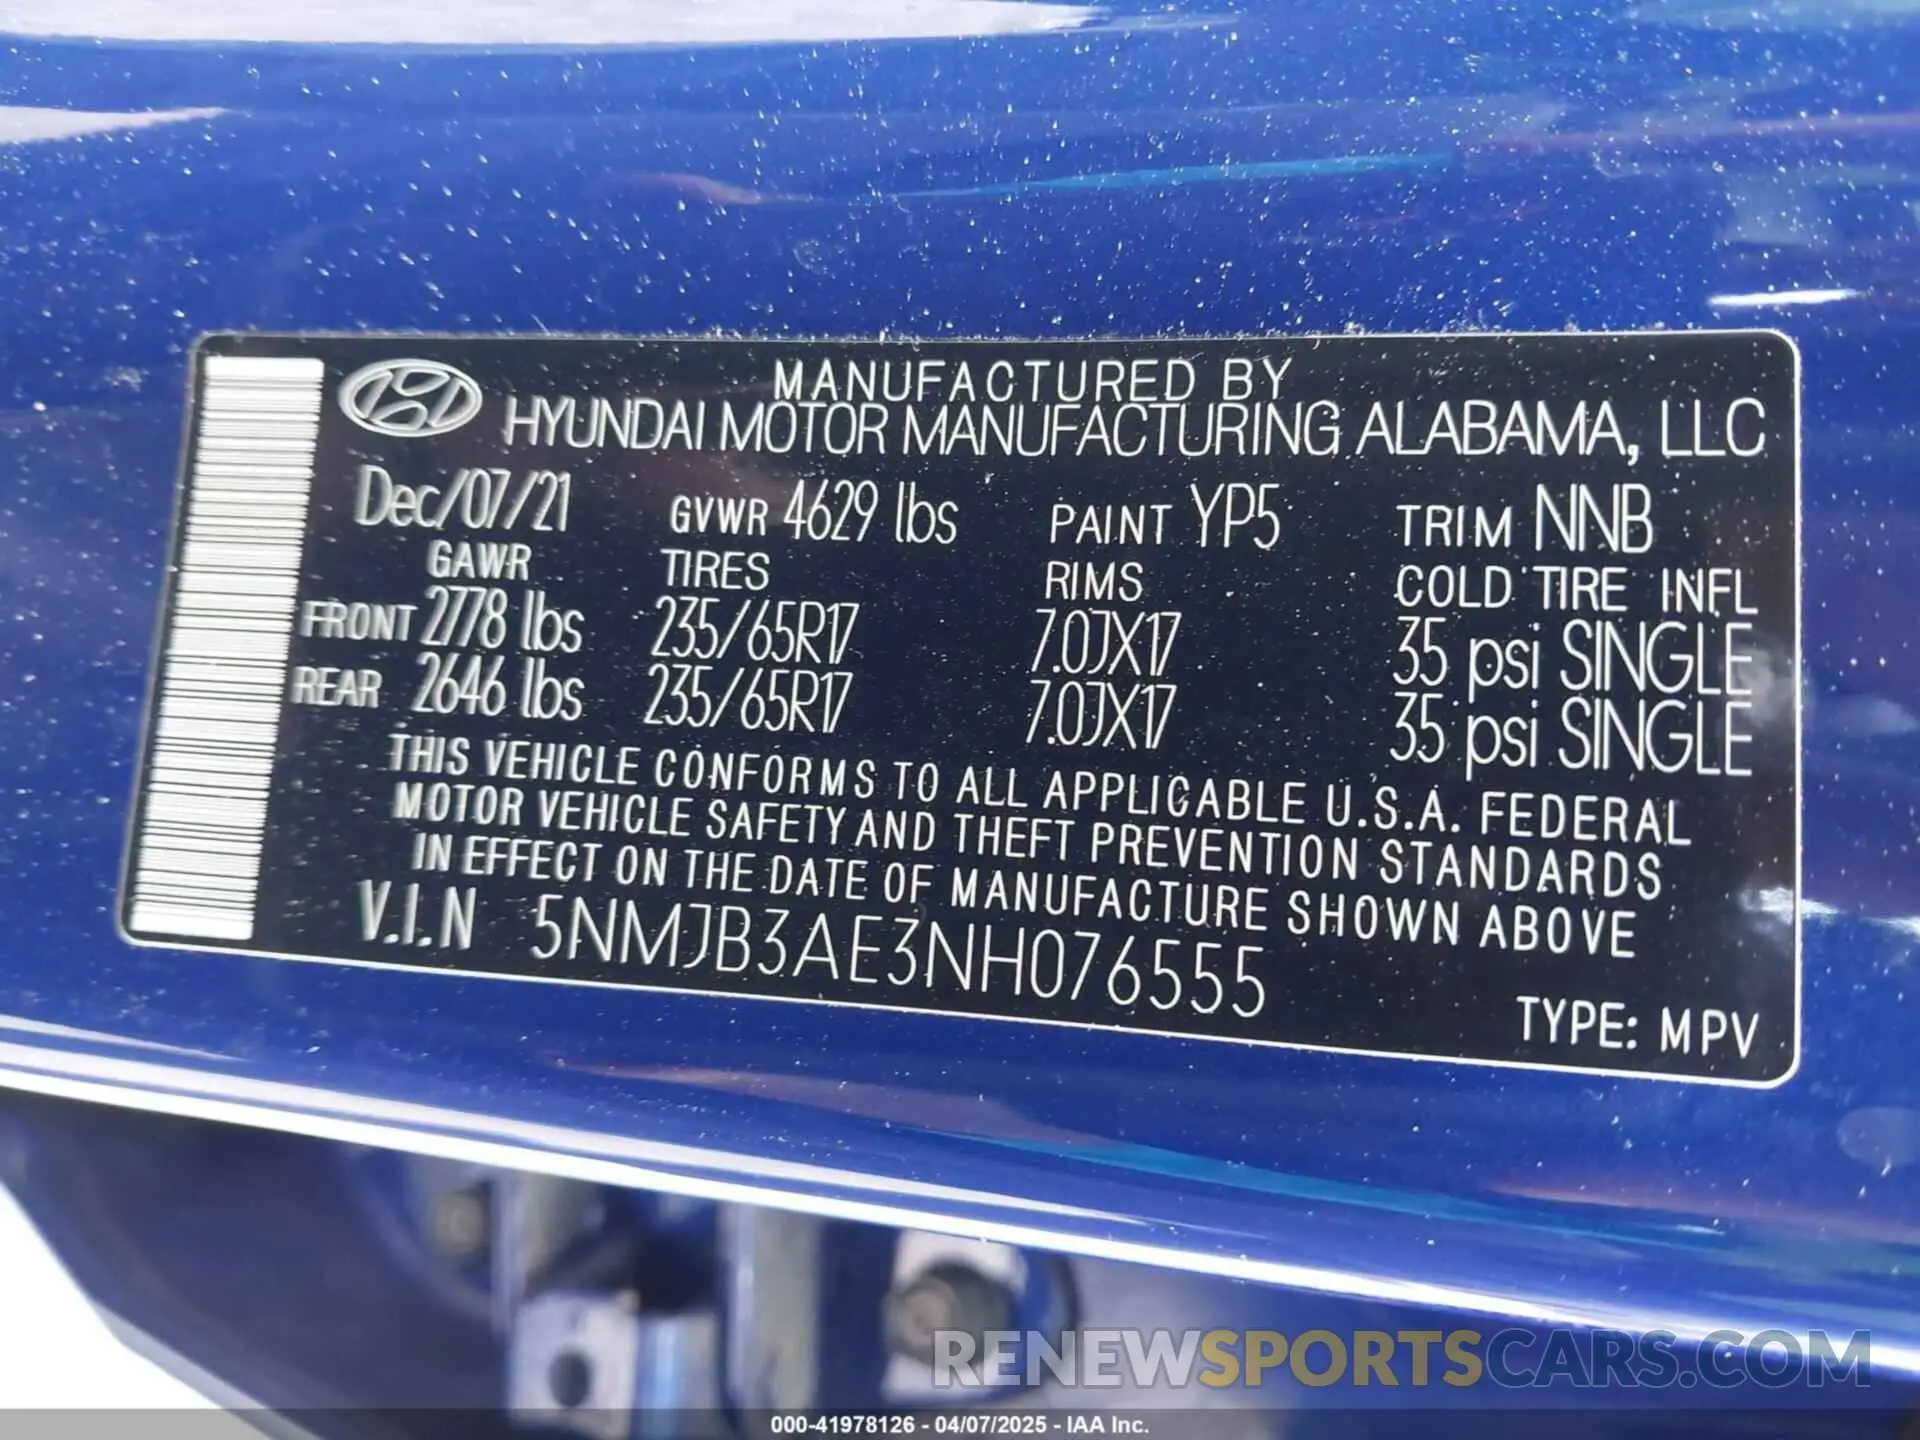 MANUFACTURED BY
HYUNDAI MOTOR MANUFACTURING ALABAMA, LLC
Dec/07/21 GVWR 4629 lbs PAINT YP5 TRIM NNB
GAWR TIRES RIMS COLD TIRE INFL
FRONT 2778 lbs 235/65R17 7.0JX17 35 psi SINGLE
REAR 2646 lbs 235/65R17 7.0JX17 35 psi SINGLE
THIS VEHICLE CONFORMS TO ALL APPLICABLE U.S.A. FEDERAL
MOTOR VEHICLE SAFETY AND THEFT PREVENTION STANDARDS
IN EFFECT ON THE DATE OF MANUFACTURE SHOWN ABOVE
V.I.N 5NMJB3AE3NH076555
TYPE: MPV
RENEWSPORTSCARS.COM
000-41978126 - 04/07/2025 - IAA Inc.